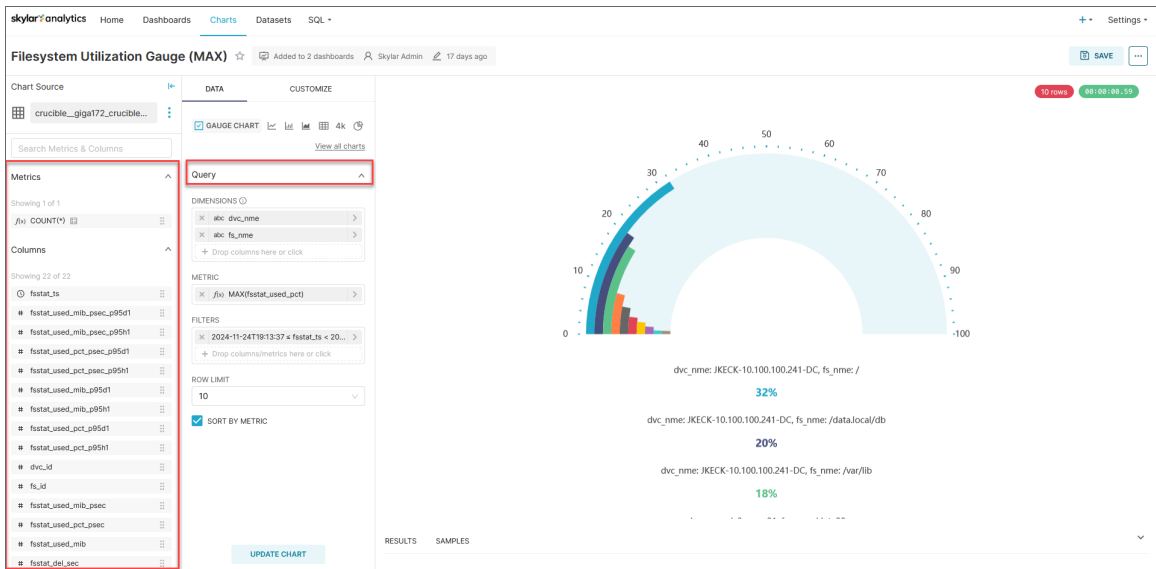 skylar analytics Home Dashboards Charts Datasets SQL Settings
Filesystem Utilization Gauge (MAX) Added to 2 dashboards Skylar Admin 17 days ago SAVE ...
Chart Source
crucible__giga172_crucible...
Search Metrics & Columns
Metrics
Showing 1 of 1
f(x) COUNT(*)
Columns
Showing 22 of 22
fsstat_ts
# fsstat_used_mib_psec_p95d1
# fsstat_used_mib_psec_p95h1
# fsstat_used_pct_psec_p95d1
# fsstat_used_pct_psec_p95h1
# fsstat_used_mib_p95d1
# fsstat_used_mib_p95h1
# fsstat_used_pct_p95d1
# fsstat_used_pct_p95h1
# dvc_id
# fs_id
# fsstat_used_mib_psec
# fsstat_used_pct_psec
# fsstat_used_mib
# fsstat_del_sec
DATA CUSTOMIZE
GAUGE CHART 4k
View all charts
Query
DIMENSIONS
abc dvc_nme
abc fs_nme
+ Drop columns here or click
METRIC
f(x) MAX(fsstat_used_pct)
FILTERS
2024-11-24T19:13:37 ≤ fsstat_ts < 20...
+ Drop columns/metrics here or click
ROW LIMIT
10
SORT BY METRIC
UPDATE CHART
10 rows 00:00:00.59
0
10
20
30
40
50
60
70
80
90
100
dvc_nme: JKECK-10.100.100.241-DC, fs_nme: /
32%
dvc_nme: JKECK-10.100.100.241-DC, fs_nme: /data.local/db
20%
dvc_nme: JKECK-10.100.100.241-DC, fs_nme: /var/lib
18%
RESULTS SAMPLES